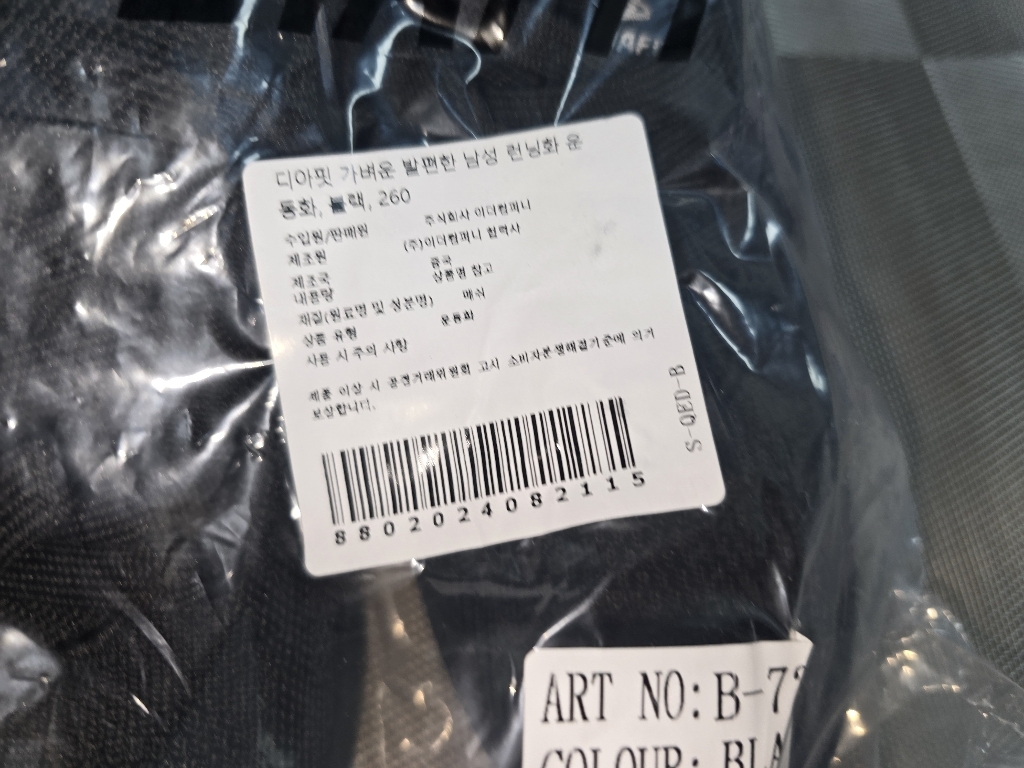 디아핏 가벼운 발편한 남성 런닝화 운
동화, 블랙, 260
수입원/판매원 주식회사 이더컴퍼니
제조원 (주)이더컴퍼니 협력사
제조국 중국
내용량 상품명 참고
재질(원료명 및 성분명) 매쉬
상품 유형 운동화
사용 시 주의 사항
제품 이상 시 공정거래위원회 고시 소비자분쟁해결기준에 의거
보상합니다.
8802024082115
S-QED-B
ART NO: B-7
COLOUR: BLA